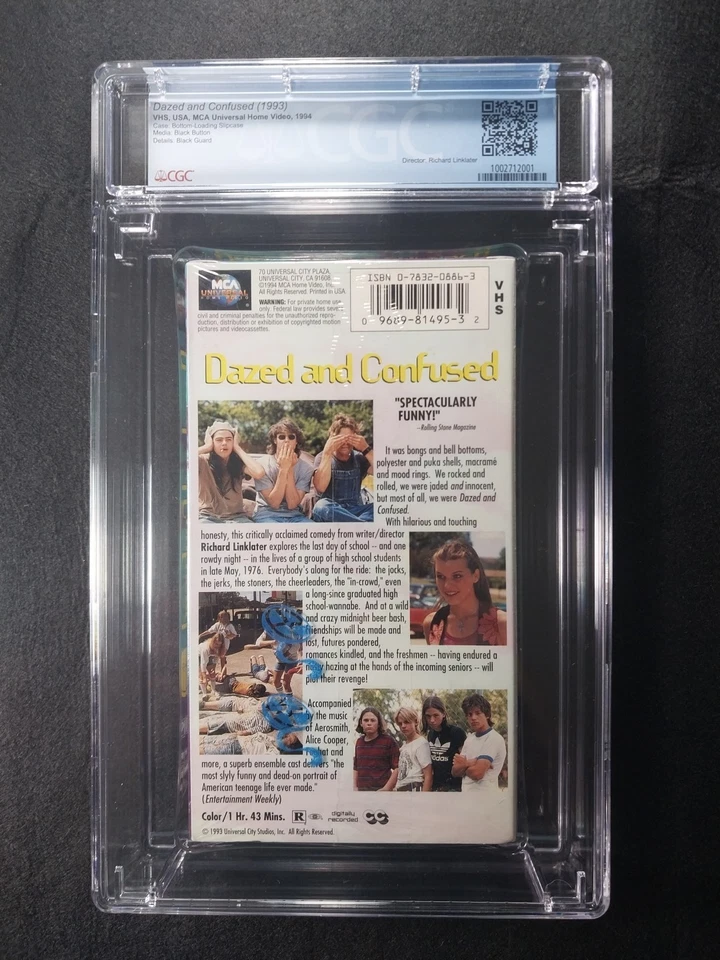 Dazed and Confused (1993)
VHS, USA, MCA Universal Home Video, 1994
Case: Bottom-Loading Slipcase
Media: Black Button
Details: Black Guard
Director: Richard Linklater
CGC
CGC
1002712001
MCA
UNIVERSAL
HOME VIDEO
70 UNIVERSAL CITY PLAZA,
UNIVERSAL CITY, CA 91608
©1994 MCA Home Video, Inc.
All Rights Reserved. Printed in USA
WARNING: For private home use
only. Federal law provides severe
civil and criminal penalties for the unauthorized repro-
duction, distribution or exhibition of copyrighted motion
pictures and videocassettes.
ISBN 0-7832-0886-3
0 9689-81495-3 2
VHS
Dazed and Confused
"SPECTACULARLY
FUNNY!"
--Rolling Stone Magazine
It was bongs and bell bottoms,
polyester and puka shells, macramé
and mood rings. We rocked and
rolled, we were jaded and innocent,
but most of all, we were Dazed and
Confused.
With hilarious and touching
honesty, this critically acclaimed comedy from writer/director
Richard Linklater explores the last day of school -- and one
rowdy night -- in the lives of a group of high school students
in late May, 1976. Everybody's along for the ride: the jocks,
the jerks, the stoners, the cheerleaders, the "in-crowd," even
a long-since graduated high
school-wannabe. And at a wild
and crazy midnight beer bash,
friendships will be made and
lost, futures pondered,
romances kindled, and the freshmen -- having endured a
nasty hazing at the hands of the incoming seniors -- will
plot their revenge!
Accompanied
by the music
of Aerosmith,
Alice Cooper,
Foghat and
more, a superb ensemble cast delivers "the
most slyly funny and dead-on portrait of
American teenage life ever made."
(Entertainment Weekly)
adidas
Color/1 Hr. 43 Mins. R digitally recorded CC
© 1993 Universal City Studios, Inc. All Rights Reserved.